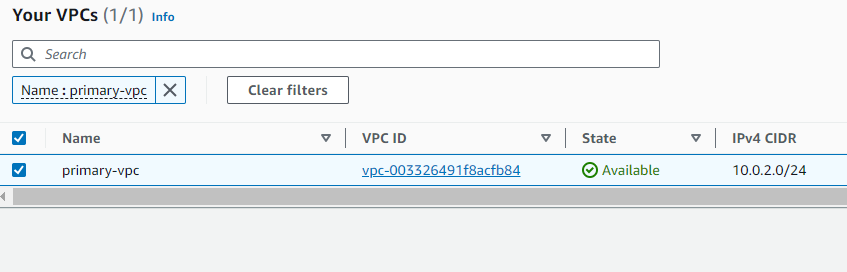 Your VPCs (1/1) Info
Search
Name : primary-vpc Clear filters
Name VPC ID State IPv4 CIDR
primary-vpc vpc-003326491f8acfb84 Available 10.0.2.0/24